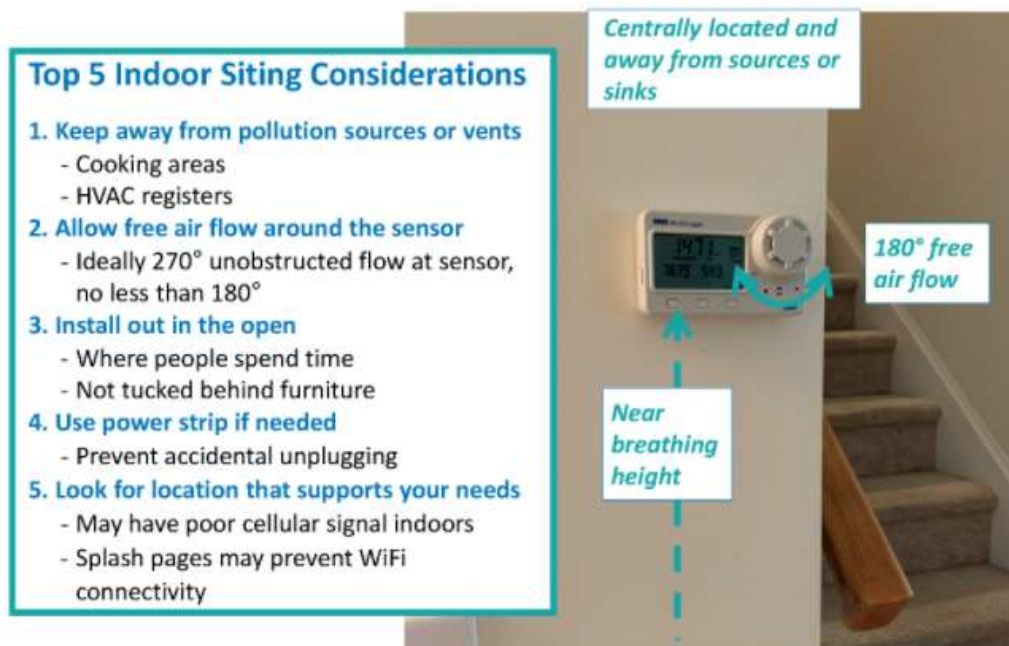 Top 5 Indoor Siting Considerations
1. Keep away from pollution sources or vents
- Cooking areas
- HVAC registers
2. Allow free air flow around the sensor
- Ideally 270° unobstructed flow at sensor,
no less than 180°
3. Install out in the open
- Where people spend time
- Not tucked behind furniture
4. Use power strip if needed
- Prevent accidental unplugging
5. Look for location that supports your needs
- May have poor cellular signal indoors
- Splash pages may prevent WiFi
connectivity
Centrally located and
away from sources or
sinks
180° free
air flow
Near
breathing
height